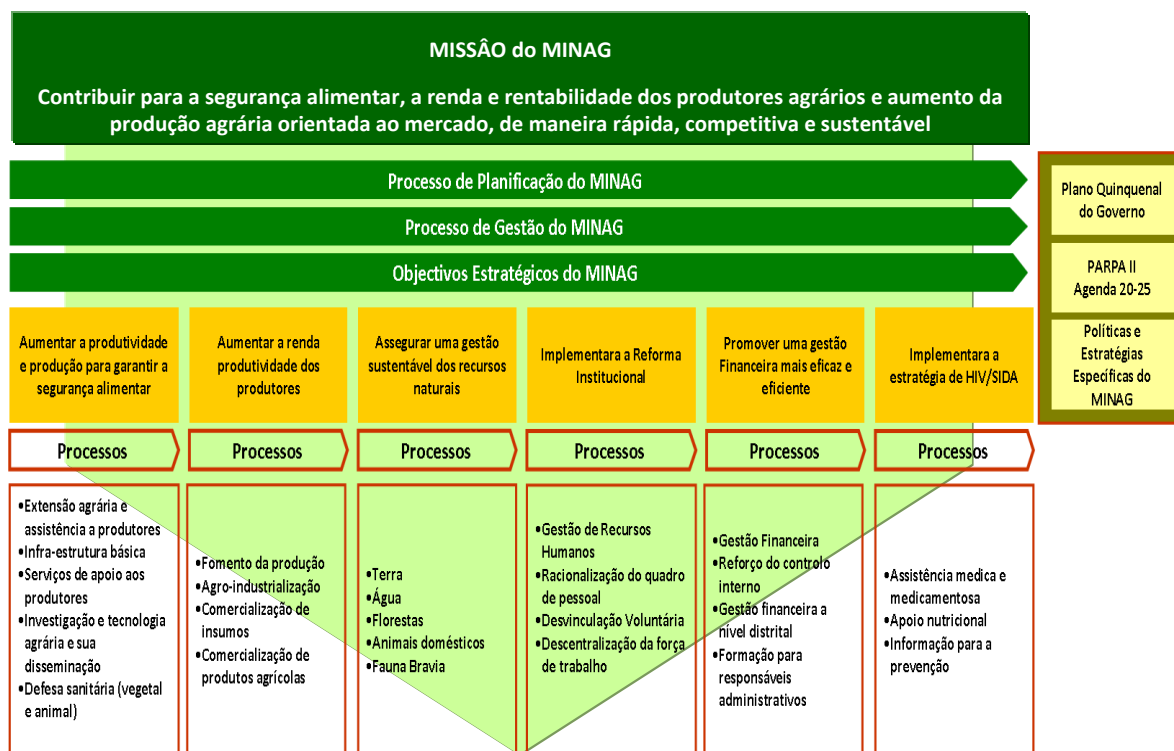 MISSÂO do MINAG
Contribuir para a segurança alimentar, a renda e rentabilidade dos produtores agrários e aumento da
produção agrária orientada ao mercado, de maneira rápida, competitiva e sustentável
Processo de Planificação do MINAG
Processo de Gestão do MINAG
Objectivos Estratégicos do MINAG
Plano Quinquenal
do Governo
PARPA II
Agenda 20-25
Políticas e
Estratégias
Específicas do
MINAG
Aumentar a produtividade
e produção para garantir a
segurança alimentar
Aumentar a renda
produtividade dos
produtores
Assegurar uma gestão
sustentável dos recursos
naturais
Implementara a Reforma
Institucional
Promover uma gestão
Financeira mais eficaz e
eficiente
Implementara a
estratégia de HIV/SIDA
Processos
Processos
Processos
Processos
Processos
Processos
•Extensão agrária e
assistência a produtores
•Infra-estrutura básica
•Serviços de apoio aos
produtores
•Investigação e tecnologia
agrária e sua
disseminação
•Defesa sanitária (vegetal
e animal)
•Fomento da produção
•Agro-industrialização
•Comercialização de
insumos
•Comercialização de
produtos agrícolas
•Terra
•Água
•Florestas
•Animais domésticos
•Fauna Bravia
•Gestão de Recursos
Humanos
•Racionalização do quadro
de pessoal
•Desvinculação Voluntária
•Descentralização da força
de trabalho
•Gestão Financeira
•Reforço do controlo
interno
•Gestão financeira a
nível distrital
•Formação para
responsáveis
administrativos
•Assistência medica e
medicamentosa
•Apoio nutricional
•Informação para a
prevenção